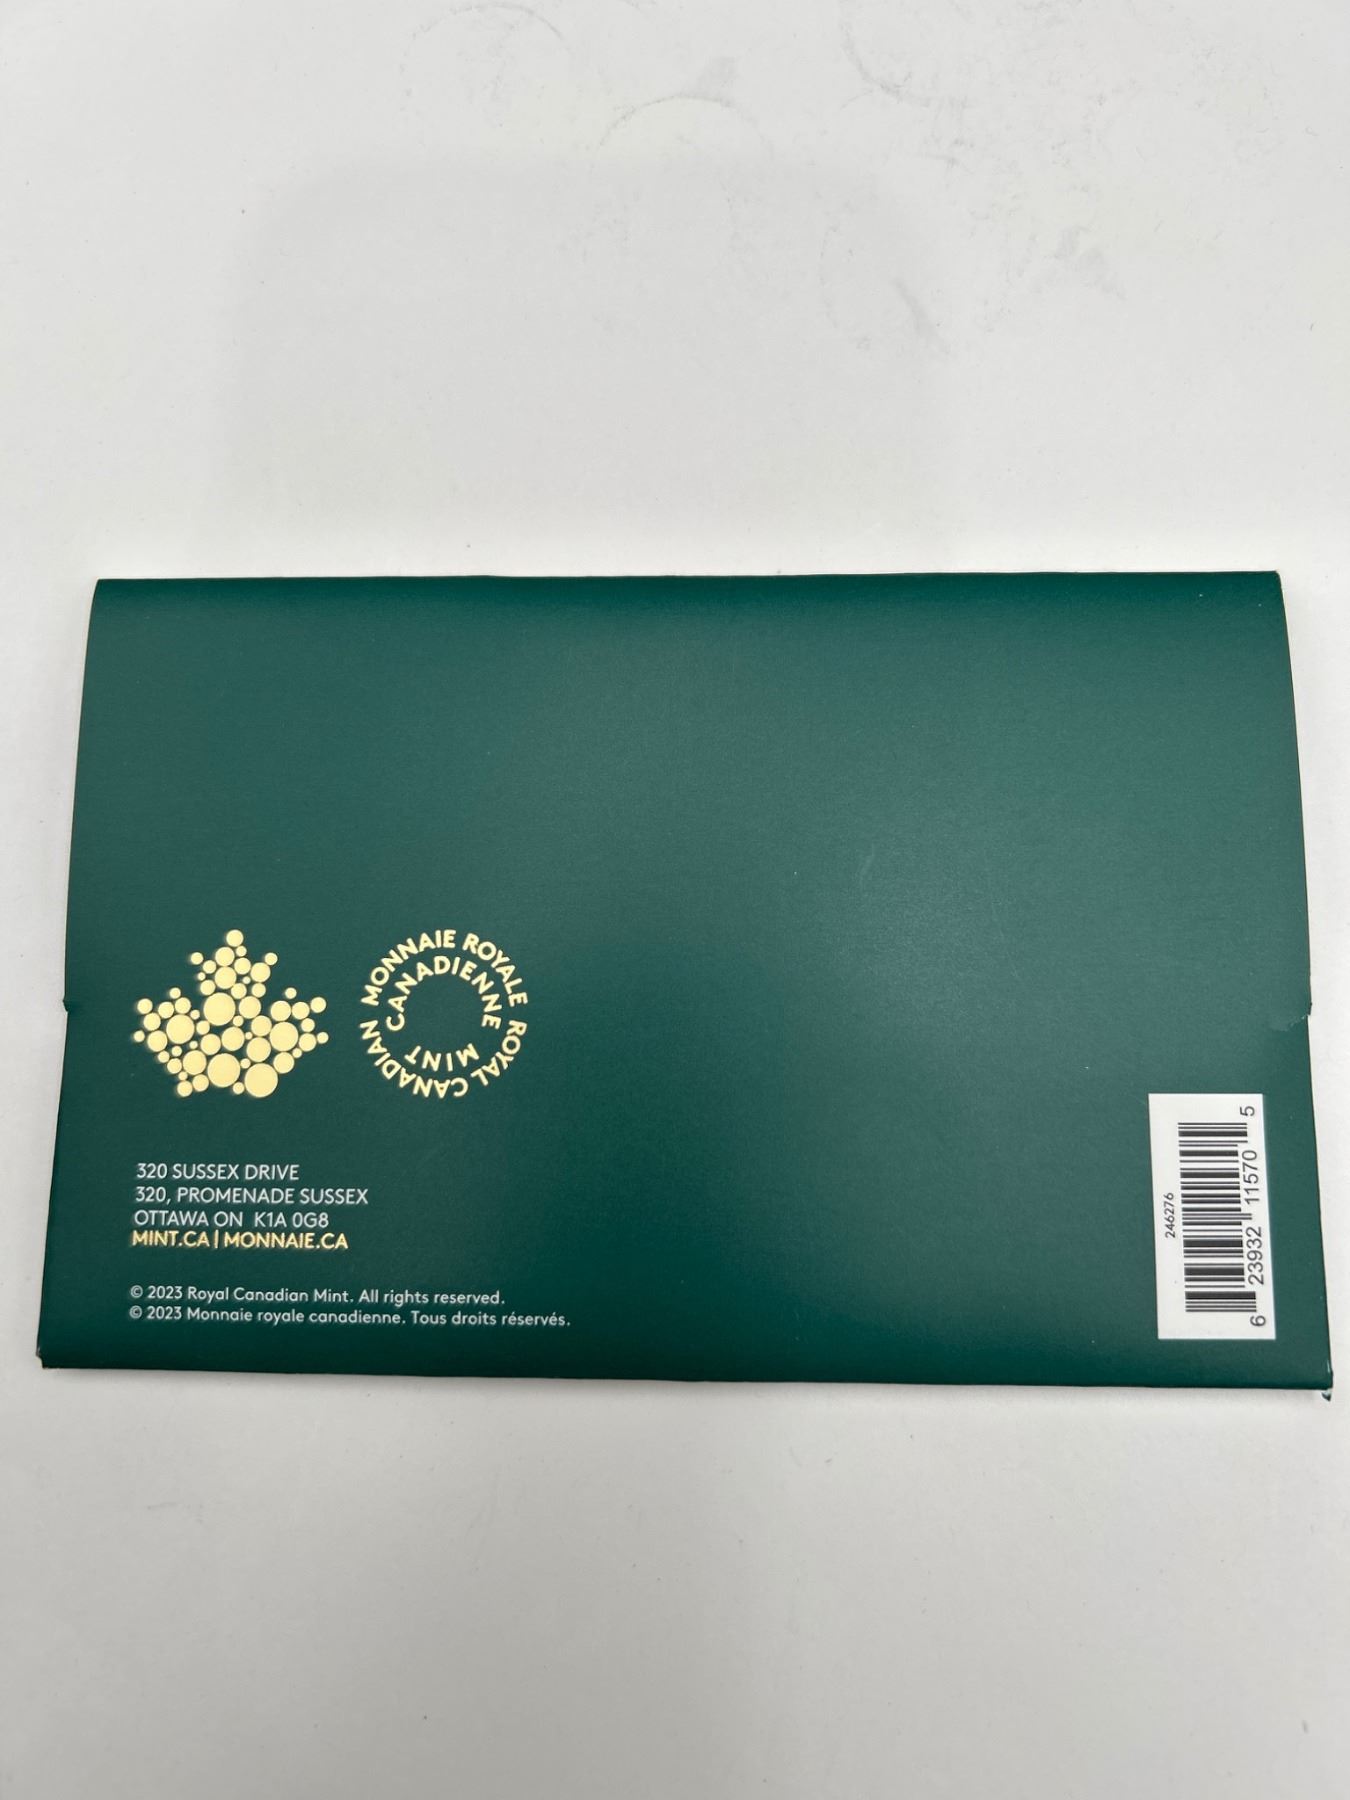 MONNAIE ROYALE
CANADIENNE
ROYAL CANADIAN
MINT
320 SUSSEX DRIVE
320, PROMENADE SUSSEX
OTTAWA ON K1A 0G8
MINT.CA | MONNAIE.CA
© 2023 Royal Canadian Mint. All rights reserved.
© 2023 Monnaie royale canadienne. Tous droits réservés.
246276
6 23932 11570 5